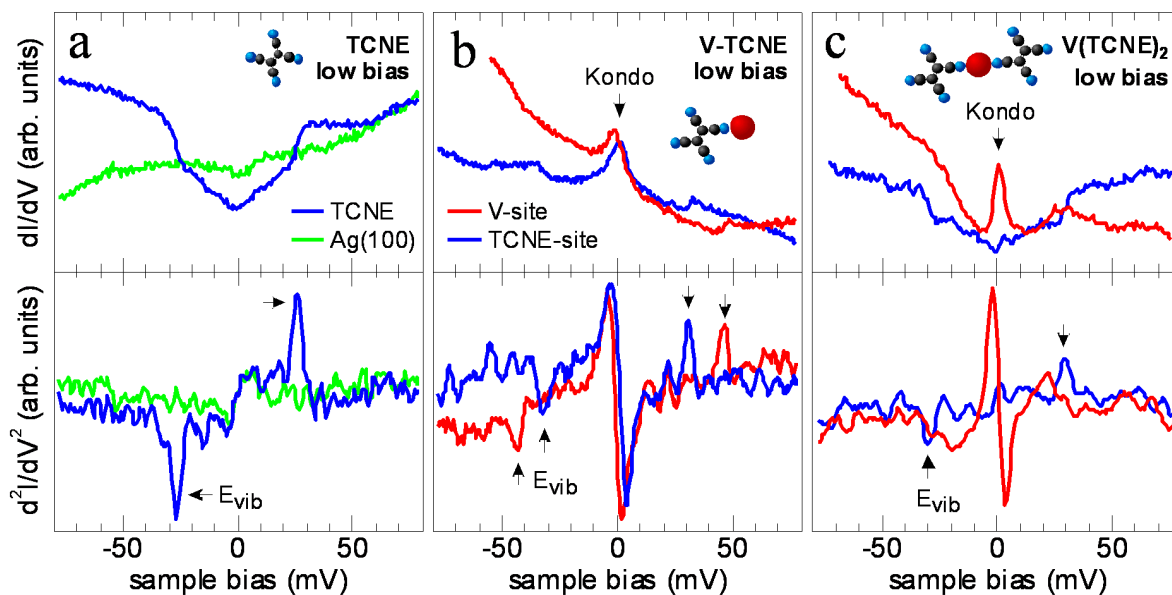 a
TCNE
low bias
dI/dV (arb. units)
TCNE
Ag(100)
b
V-TCNE
low bias
Kondo
V-site
TCNE-site
c
V(TCNE)2
low bias
Kondo
d2I/dV2 (arb. units)
Evib
Evib
Evib
-50
0
50
-50
0
50
-50
0
50
sample bias (mV)
sample bias (mV)
sample bias (mV)